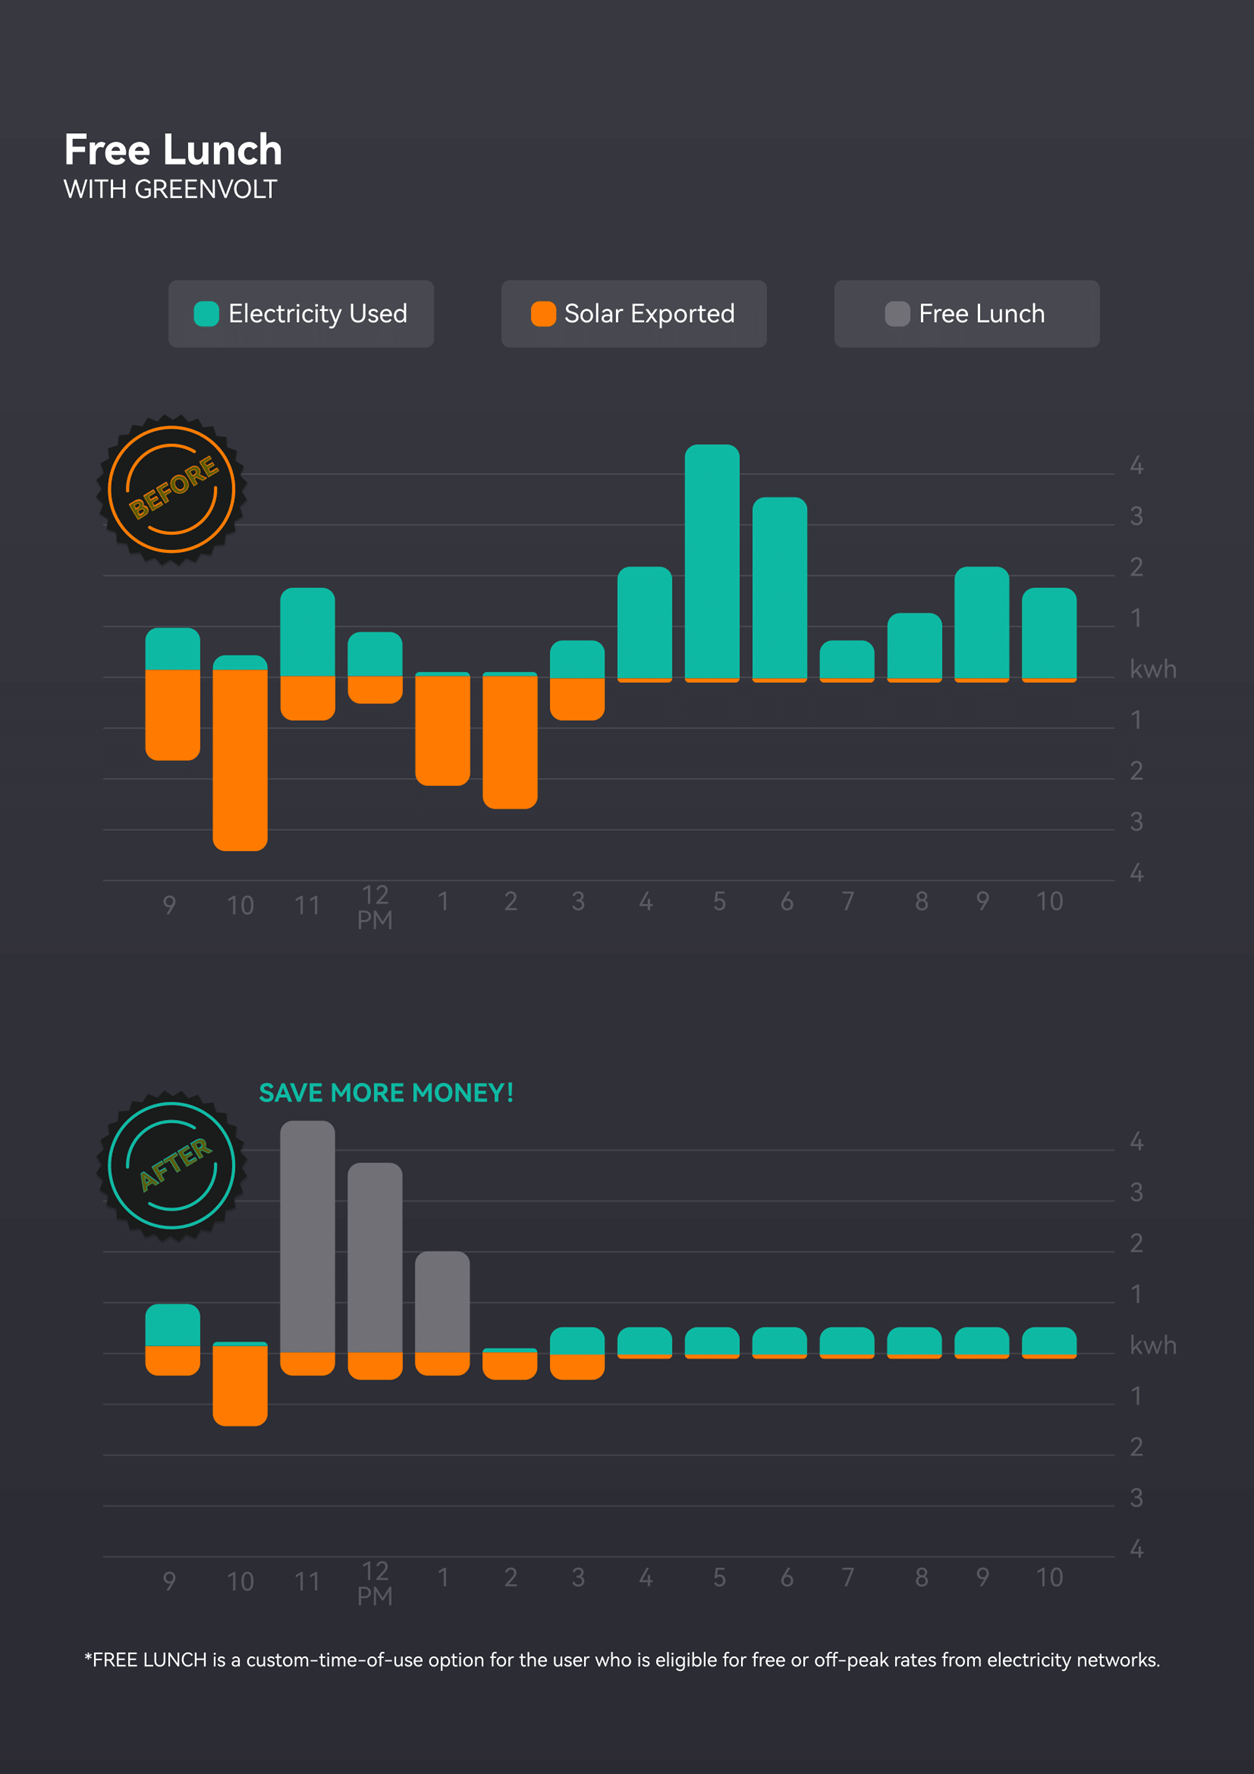 Free Lunch
WITH GREENVOLT
Electricity Used
Solar Exported
Free Lunch
BEFORE
4
3
2
1
kwh
1
2
3
4
9 10 11 12 PM 1 2 3 4 5 6 7 8 9 10
SAVE MORE MONEY!
AFTER
4
3
2
1
kwh
1
2
3
4
9 10 11 12 PM 1 2 3 4 5 6 7 8 9 10
*FREE LUNCH is a custom-time-of-use option for the user who is eligible for free or off-peak rates from electricity networks.